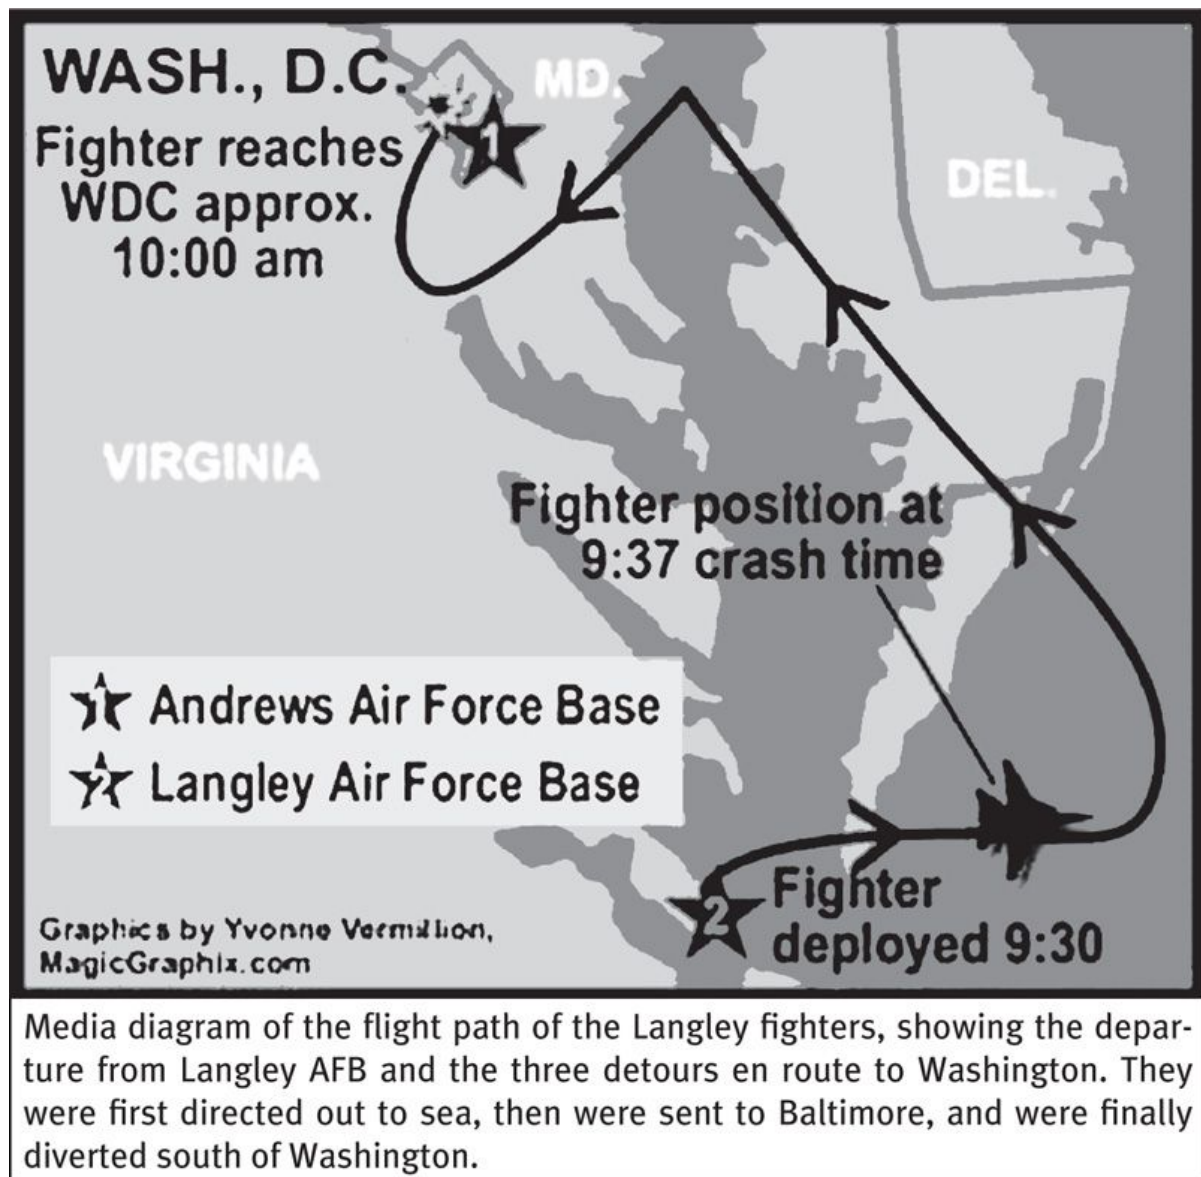 WASH., D.C.
MD.
Fighter reaches
WDC approx.
10:00 am
1
DEL.
VIRGINIA
Fighter position at
9:37 crash time
1 Andrews Air Force Base
2 Langley Air Force Base
2
Fighter
deployed 9:30
Graphics by Yvonne Vermillion,
MagicGraphix.com
Media diagram of the flight path of the Langley fighters, showing the depar-
ture from Langley AFB and the three detours en route to Washington. They
were first directed out to sea, then were sent to Baltimore, and were finally
diverted south of Washington.